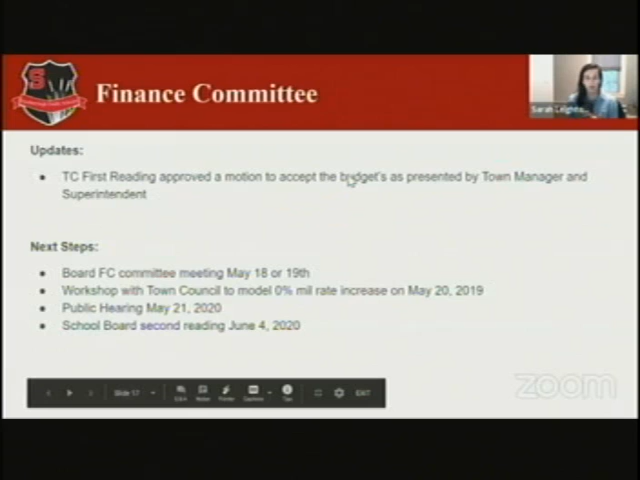 S
Finance Committee
Sarah
Updates:
TC First Reading approved a motion to accept the budget's as presented by Town Manager and
Superintendent
Next Steps:
Board FC committee meeting May 18 or 19th
Workshop with Town Council to model 0% mil rate increase on May 20, 2019
Public Hearing May 21, 2020
School Board second reading June 4, 2020
Slide 17
Q&A Notes Pointer Captions Tips
EXIT
zoom